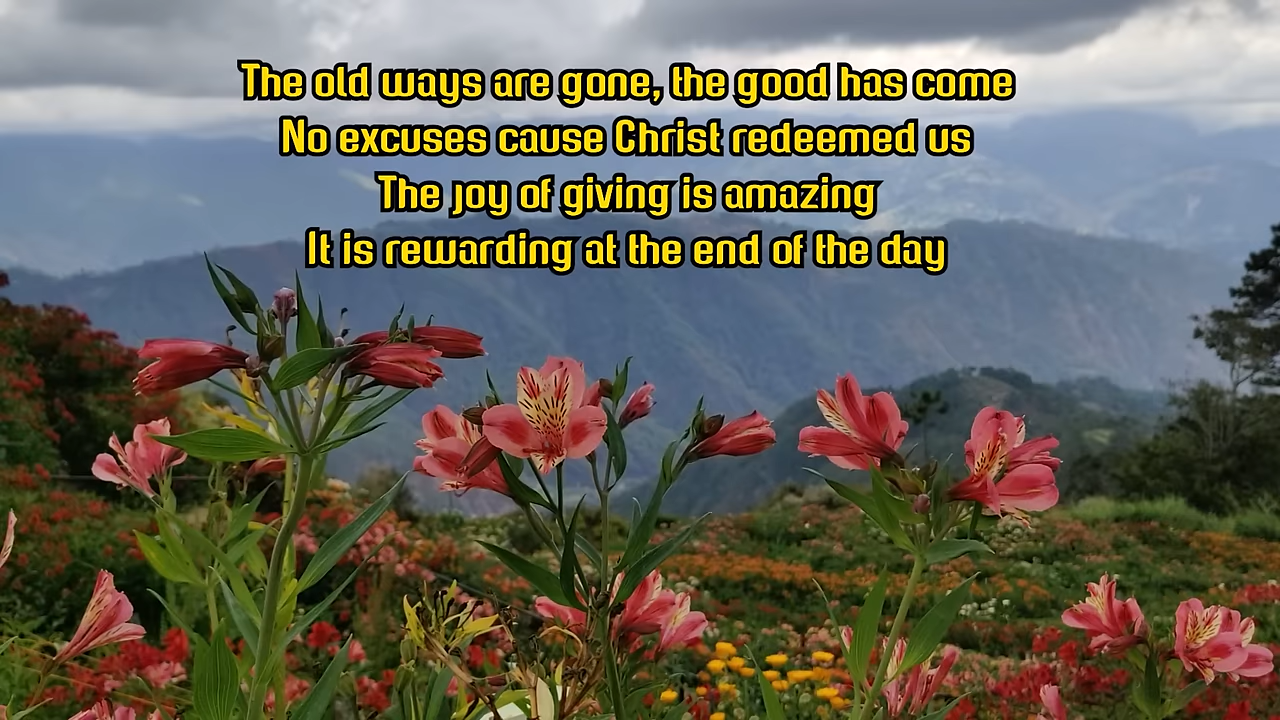 The old ways are gone, the good has come
No excuses cause Christ redeemed us
The joy of giving is amazing
It is rewarding at the end of the day